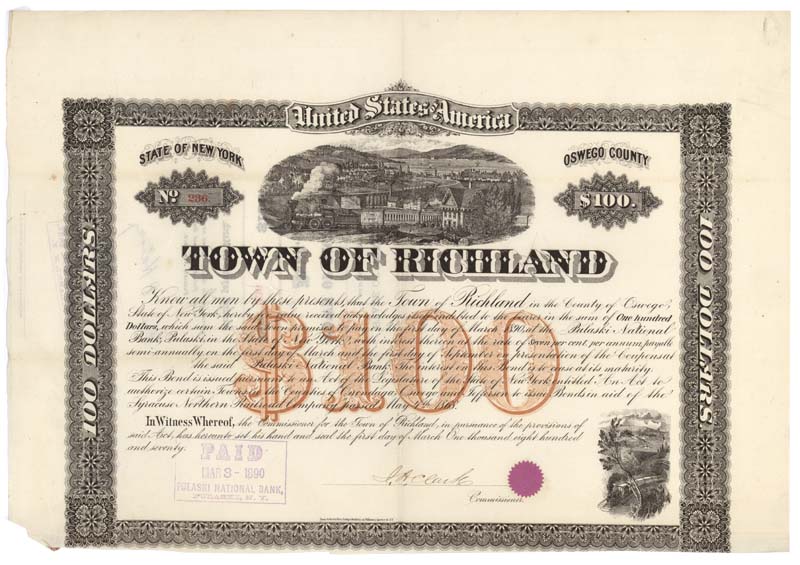 United States of America
STATE OF NEW YORK
OSWEGO COUNTY
No 236.
$100.
TOWN OF RICHLAND
100 DOLLARS.
100 DOLLARS.
$100
Know all men by these presents, that the Town of Richland in the County of Oswego,
State of New York, hereby for value received acknowledges itself indebted to the bearer in the sum of One hundred
Dollars, which sum the said Town promises to pay on the first day of March 1890, at the Pulaski National
Bank, Pulaski, in the State of New York, and interest thereon at the rate of seven per cent. per annum, payable
semi-annually on the first day of March and the first day of September on presentation of the Coupons at
the said Pulaski National Bank. The interest on this Bond is to cease at its maturity.
This Bond is issued pursuant to an Act of the Legislature of the State of New York entitled "An Act to
authorize certain Towns in the Counties of Onondaga, Oswego and Jefferson to issue Bonds in aid of the
Syracuse Northern Railroad Company, passed May 1868."
In Witness Whereof, the Commissioner for the Town of Richland, in pursuance of the provisions of
said Act, has hereunto set his hand and seal the first day of March One thousand eight hundred
and seventy.
PAID
MAR 3 - 1890
PULASKI NATIONAL BANK,
PULASKI, N.Y.
Clark
Commissioner.